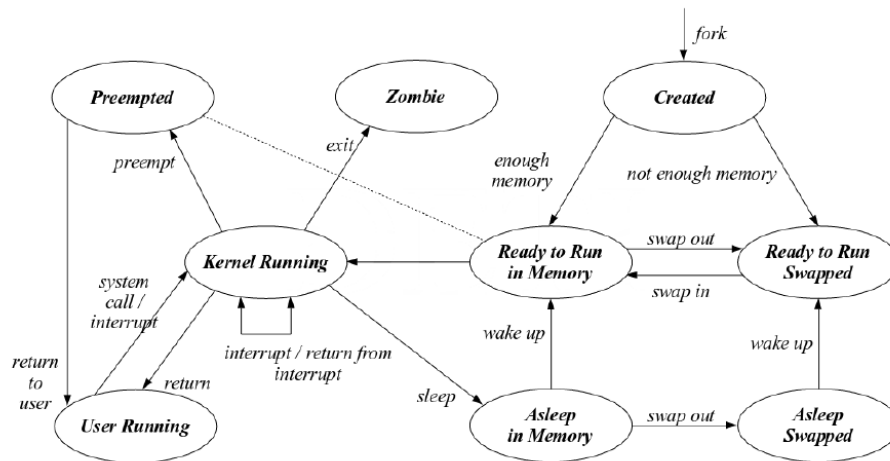 fork
Preempted
Zombie
Created
preempt
exit
enough
memory
not enough memory
Kernel Running
Ready to Run
in Memory
swap out
swap in
Ready to Run
Swapped
system
call /
interrupt
interrupt / return from
interrupt
wake up
wake up
return
to
user
return
sleep
User Running
Asleep
in Memory
swap out
Asleep
Swapped